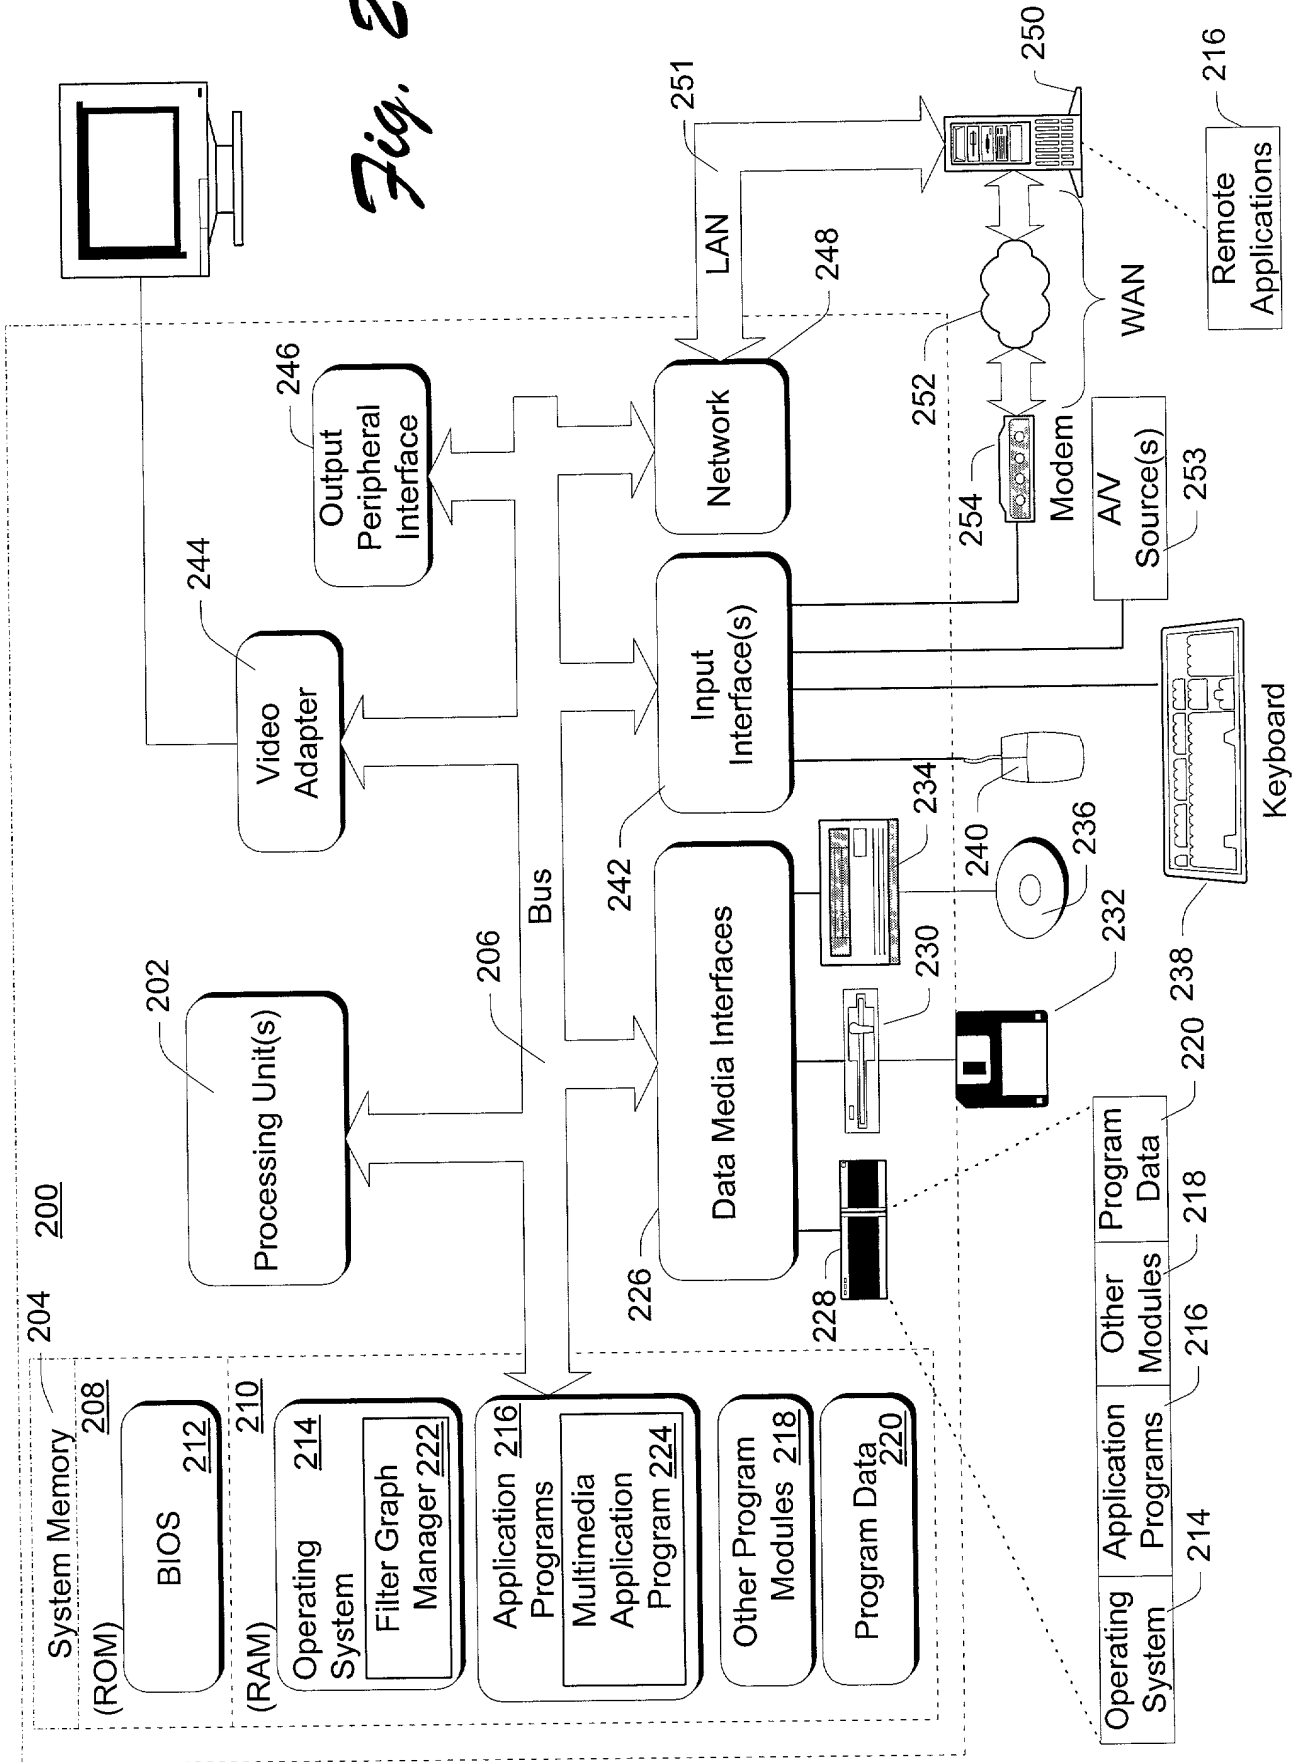 200
System Memory
204
(ROM)
208
BIOS
212
(RAM)
210
Operating
System
214
Filter Graph
Manager 222
Application 216
Programs
Multimedia
Application
Program 224
Other Program
Modules 218
Program Data
220
202
Processing Unit(s)
206
Bus
244
Video
Adapter
246
Output
Peripheral
Interface
Fig. 2
226
Data Media Interfaces
242
Input
Interface(s)
Network
248
LAN
251
228
230
234
232
236
240
238
Keyboard
254
Modem
252
WAN
250
A/V
Source(s)
253
Remote
Applications
216
Operating
System
214
Application
Programs
216
Other
Modules
218
Program
Data
220